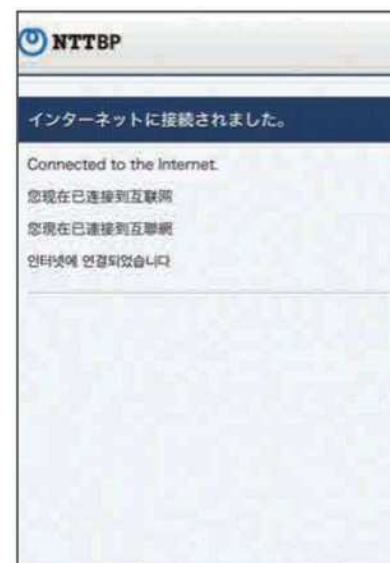 NTTBP
インターネットに接続されました。
Connected to the Internet.
您现在已连接到互联网
您現在已連接到互聯網
인터넷에 연결되었습니다